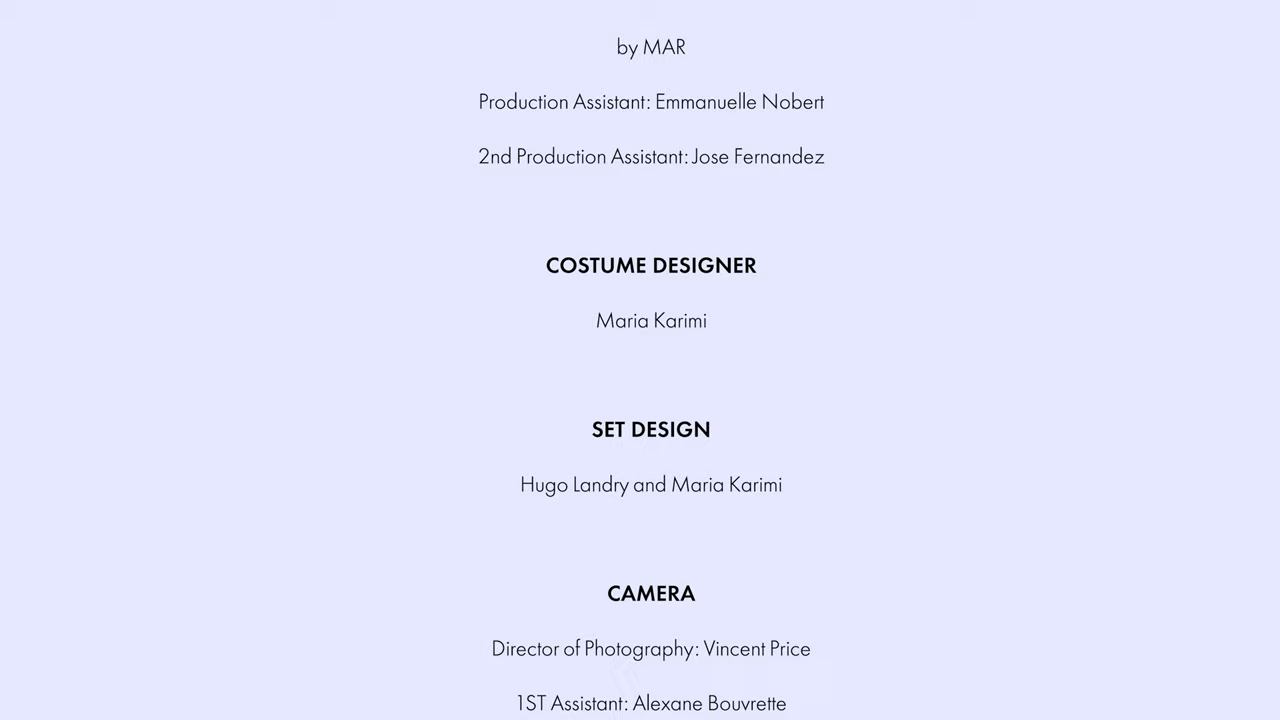 by MAR
Production Assistant: Emmanuelle Nobert
2nd Production Assistant: Jose Fernandez
COSTUME DESIGNER
Maria Karimi
SET DESIGN
Hugo Landry and Maria Karimi
CAMERA
Director of Photography: Vincent Price
1ST Assistant: Alexane Bouvrette